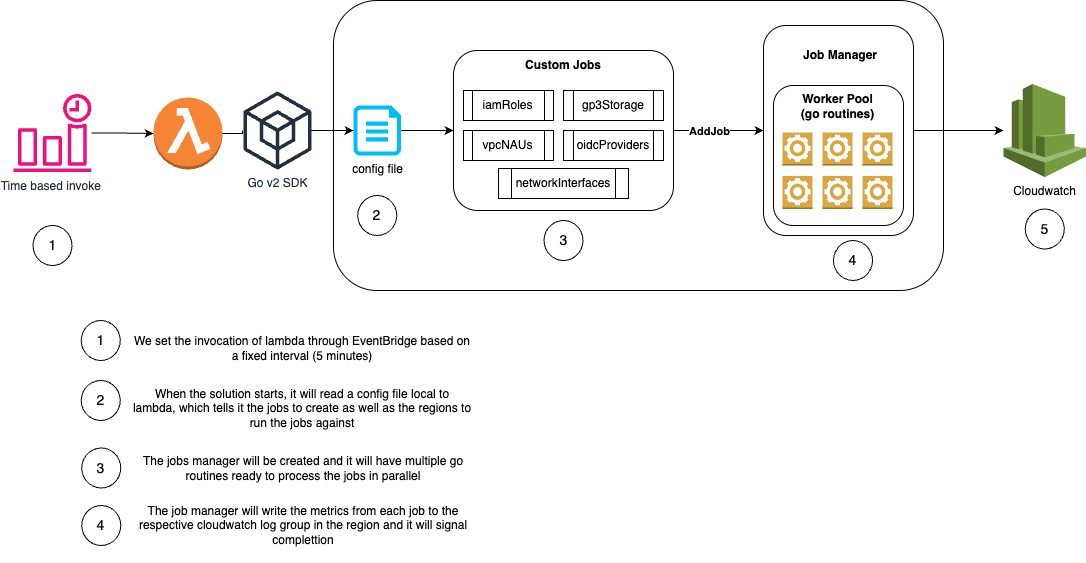 Custom Jobs
iamRoles
gp3Storage
vpcNAUs
oidcProviders
networkInterfaces
AddJob
Job Manager
Worker Pool
(go routines)
Time based invoke
Go v2 SDK
config file
Cloudwatch
1
2
3
4
5
1
We set the invocation of lambda through EventBridge based on
a fixed interval (5 minutes)
2
When the solution starts, it will read a config file local to
lambda, which tells it the jobs to create as well as the regions to
run the jobs against
3
The jobs manager will be created and it will have multiple go
routines ready to process the jobs in parallel
4
The job manager will write the metrics from each job to the
respective cloudwatch log group in the region and it will signal
complettion